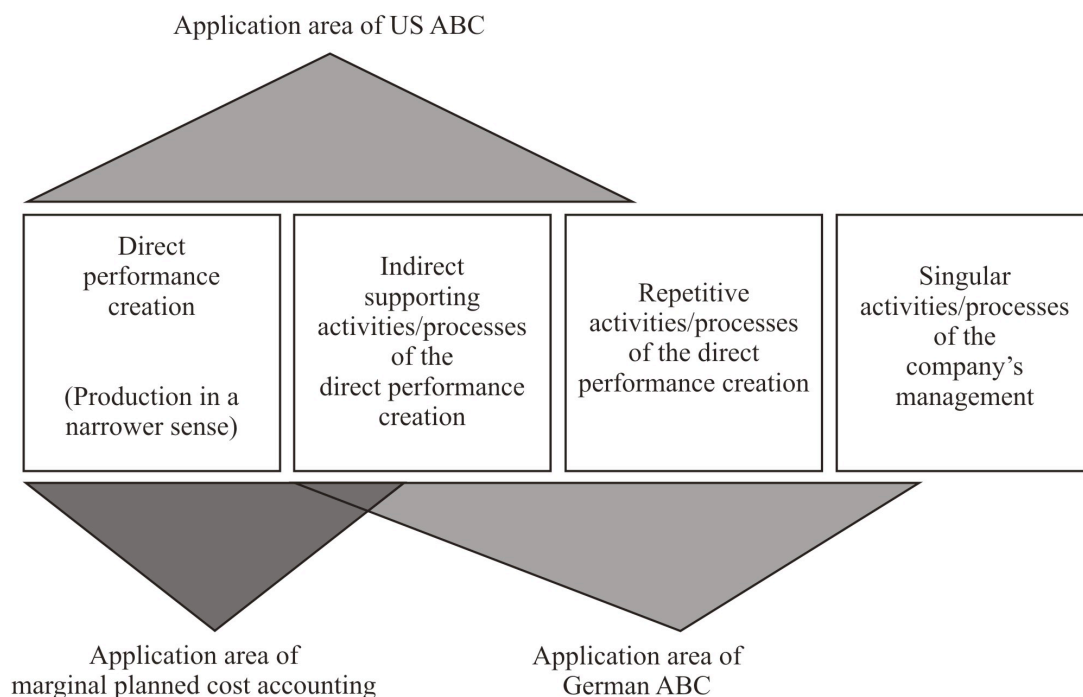 Application area of US ABC
Direct
performance
creation
(Production in a
narrower sense)
Indirect
supporting
activities/processes
of the
direct performance
creation
Repetitive
activities/processes
of the direct
performance creation
Singular
activities/processes
of the
company’s
management
Application area of
marginal planned cost accounting
Application area of
German ABC